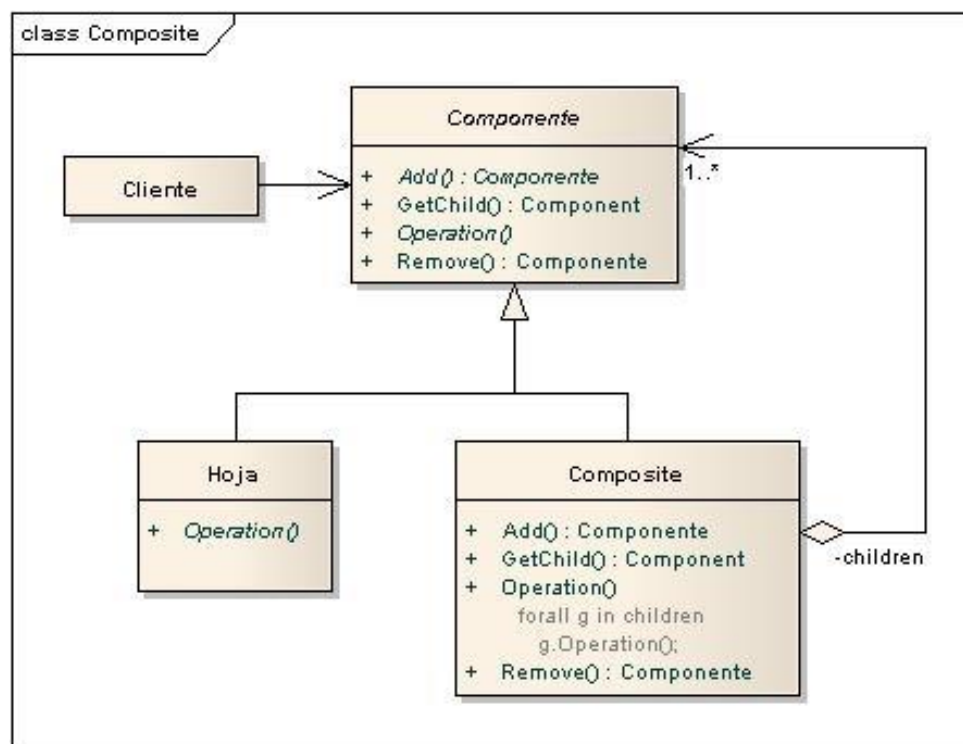 class Composite
Componente
+ Add() : Componente
+ GetChild() : Component
+ Operation()
+ Remove() : Componente
1..*
Cliente
Hoja
+ Operation()
Composite
+ Add() : Componente
+ GetChild() : Component
+ Operation()
forall g in children
g.Operation();
+ Remove() : Componente
-children